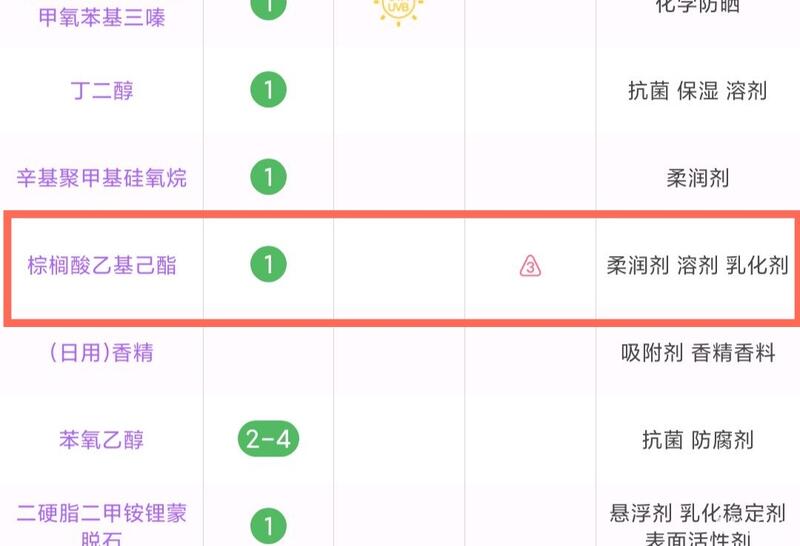 甲氧苯基三嗪
1
UVB
化学防晒
丁二醇
1
抗菌 保湿 溶剂
辛基聚甲基硅氧烷
1
柔润剂
棕榈酸乙基己酯
1
3
柔润剂 溶剂 乳化剂
(日用)香精
吸附剂 香精香料
苯氧乙醇
2-4
抗菌 防腐剂
二硬脂二甲铵锂蒙
脱石
1
悬浮剂 乳化稳定剂
表面活性剂